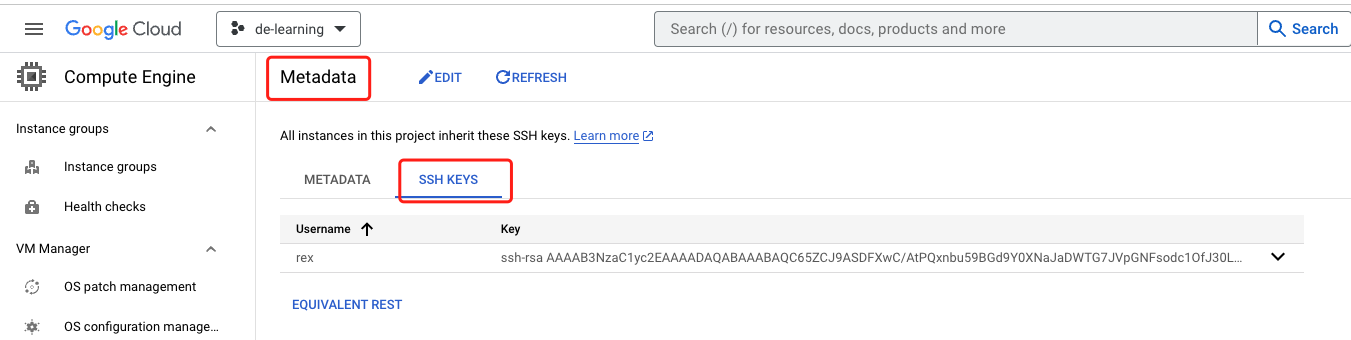 Google Cloud
de-learning
Search (/) for resources, docs, products and more
Search
Compute Engine
Metadata
EDIT
REFRESH
Instance groups
Instance groups
Health checks
VM Manager
OS patch management
OS configuration manage...
All instances in this project inherit these SSH keys. Learn more
METADATA
SSH KEYS
Username
Key
rex
ssh-rsa AAAAB3NzaC1yc2EAAAADAQABAAABAQC65ZCJ9ASDFXwC/AtPQxnbu59BGd9Y0XNaJaDWTG7JVpGNFsodc1OfJ30L...
EQUIVALENT REST